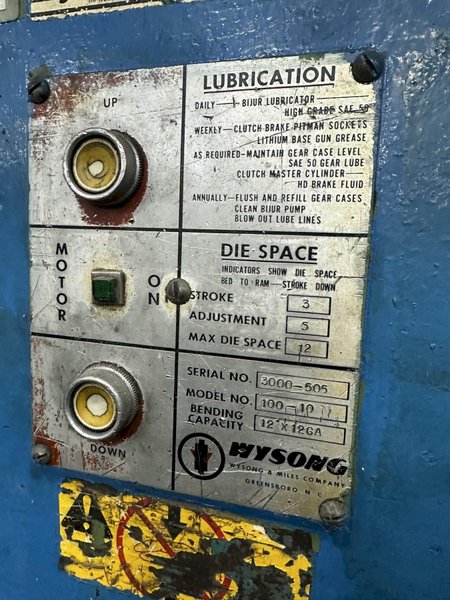 UP
MOTOR
ON
DOWN
LUBRICATION
DAILY - 1 BIJUR LUBRICATOR
HIGH GRADE SAE 50
WEEKLY - CLUTCH BRAKE PITMAN SOCKETS
LITHIUM BASE GUN GREASE
AS REQUIRED - MAINTAIN GEAR CASE LEVEL
SAE 50 GEAR LUBE
CLUTCH MASTER CYLINDER -
HD BRAKE FLUID
ANNUALLY - FLUSH AND REFILL GEAR CASES
CLEAN BIJUR PUMP
BLOW OUT LUBE LINES
DIE SPACE
INDICATORS SHOW DIE SPACE
BED TO RAM - STROKE DOWN
STROKE 3
ADJUSTMENT 5
MAX DIE SPACE 12
SERIAL NO. 3000-505
MODEL NO. 100-10
BENDING CAPACITY 12'X12GA
WYSONG
WYSONG & MILES COMPANY
GREENSBORO N C